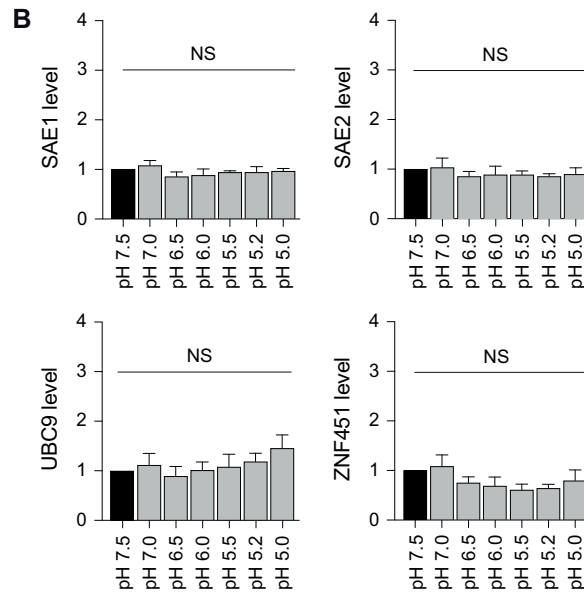 B
SAE1 level
4
3
2
1
0
NS
pH 7.5
pH 7.0
pH 6.5
pH 6.0
pH 5.5
pH 5.2
pH 5.0
SAE2 level
4
3
2
1
0
NS
pH 7.5
pH 7.0
pH 6.5
pH 6.0
pH 5.5
pH 5.2
pH 5.0
UBC9 level
4
3
2
1
0
NS
pH 7.5
pH 7.0
pH 6.5
pH 6.0
pH 5.5
pH 5.2
pH 5.0
ZNF451 level
4
3
2
1
0
NS
pH 7.5
pH 7.0
pH 6.5
pH 6.0
pH 5.5
pH 5.2
pH 5.0